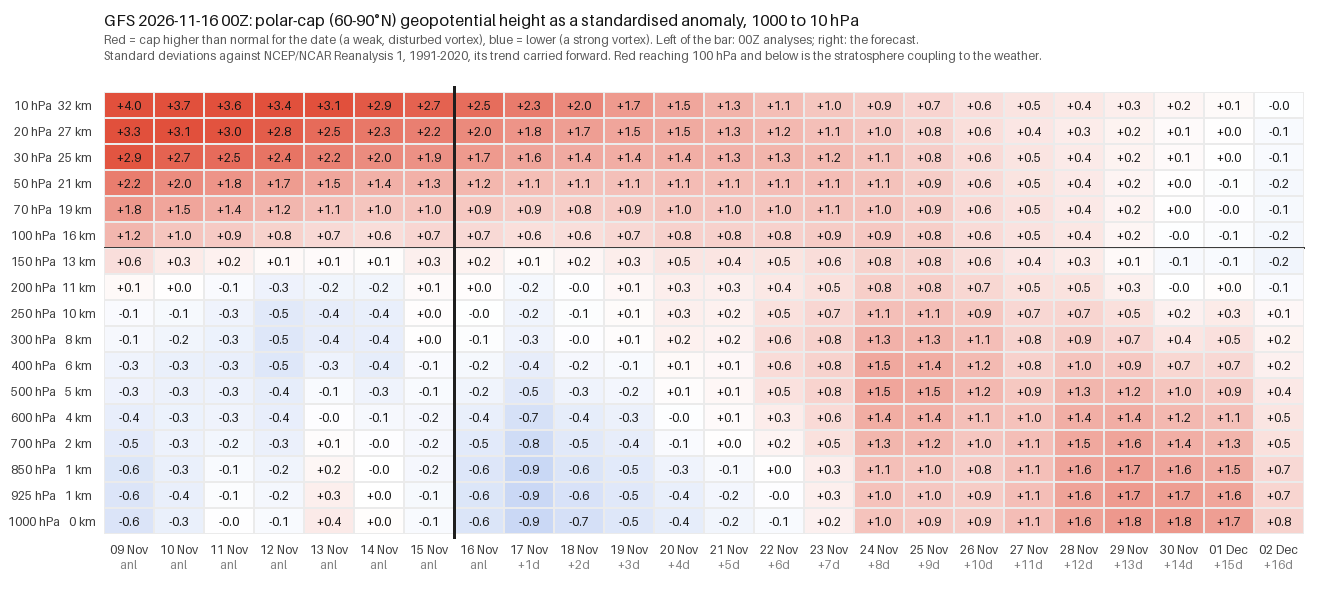 GFS 2026-11-16 00Z: polar-cap (60-90°N) geopotential height as a standardised anomaly, 1000 to 10 hPa
Red = cap higher than normal for the date (a weak, disturbed vortex), blue = lower (a strong vortex). Left of the bar: 00Z analyses; right: the forecast.
Standard deviations against NCEP/NCAR Reanalysis 1, 1991-2020, its trend carried forward. Red reaching 100 hPa and below is the stratosphere coupling to the weather.
10 hPa 32 km +4.0 +3.7 +3.6 +3.4 +3.1 +2.9 +2.7 +2.5 +2.3 +2.0 +1.7 +1.5 +1.3 +1.1 +1.0 +0.9 +0.7 +0.6 +0.5 +0.4 +0.3 +0.2 +0.1 -0.0
20 hPa 27 km +3.3 +3.1 +3.0 +2.8 +2.5 +2.3 +2.2 +2.0 +1.8 +1.7 +1.5 +1.5 +1.3 +1.2 +1.1 +1.0 +0.8 +0.6 +0.4 +0.3 +0.2 +0.1 +0.0 -0.1
30 hPa 25 km +2.9 +2.7 +2.5 +2.4 +2.2 +2.0 +1.9 +1.7 +1.6 +1.4 +1.4 +1.4 +1.3 +1.3 +1.2 +1.1 +0.8 +0.6 +0.5 +0.4 +0.2 +0.1 +0.0 -0.1
50 hPa 21 km +2.2 +2.0 +1.8 +1.7 +1.5 +1.4 +1.3 +1.2 +1.1 +1.1 +1.1 +1.1 +1.1 +1.1 +1.1 +1.1 +0.9 +0.6 +0.5 +0.4 +0.2 +0.0 -0.1 -0.2
70 hPa 19 km +1.8 +1.5 +1.4 +1.2 +1.1 +1.0 +1.0 +0.9 +0.9 +0.8 +0.9 +1.0 +1.0 +1.0 +1.1 +1.0 +0.9 +0.6 +0.5 +0.4 +0.2 +0.0 -0.0 -0.1
100 hPa 16 km +1.2 +1.0 +0.9 +0.8 +0.7 +0.6 +0.7 +0.7 +0.6 +0.6 +0.7 +0.8 +0.8 +0.8 +0.9 +0.9 +0.8 +0.6 +0.5 +0.4 +0.2 -0.0 -0.1 -0.2
150 hPa 13 km +0.6 +0.3 +0.2 +0.1 +0.1 +0.1 +0.3 +0.2 +0.1 +0.2 +0.3 +0.5 +0.4 +0.5 +0.6 +0.8 +0.8 +0.6 +0.4 +0.3 +0.1 -0.1 -0.1 -0.2
200 hPa 11 km +0.1 +0.0 -0.1 -0.3 -0.2 -0.2 +0.1 +0.0 -0.2 -0.0 +0.1 +0.3 +0.3 +0.4 +0.5 +0.8 +0.8 +0.7 +0.5 +0.5 +0.3 -0.0 +0.0 -0.1
250 hPa 10 km -0.1 -0.1 -0.3 -0.5 -0.4 -0.4 +0.0 -0.0 -0.2 -0.1 +0.1 +0.3 +0.2 +0.5 +0.7 +1.1 +1.1 +0.9 +0.7 +0.7 +0.5 +0.2 +0.3 +0.1
300 hPa 8 km -0.1 -0.2 -0.3 -0.5 -0.4 -0.4 +0.0 -0.1 -0.3 -0.0 +0.1 +0.2 +0.2 +0.6 +0.8 +1.3 +1.3 +1.1 +0.8 +0.9 +0.7 +0.4 +0.5 +0.2
400 hPa 6 km -0.3 -0.3 -0.3 -0.5 -0.3 -0.4 -0.1 -0.2 -0.4 -0.2 -0.1 +0.1 +0.1 +0.6 +0.8 +1.5 +1.4 +1.2 +0.8 +1.0 +0.9 +0.7 +0.7 +0.2
500 hPa 5 km -0.3 -0.3 -0.3 -0.4 -0.1 -0.3 -0.1 -0.2 -0.5 -0.3 -0.2 +0.1 +0.1 +0.5 +0.8 +1.5 +1.5 +1.2 +0.9 +1.3 +1.2 +1.0 +0.9 +0.4
600 hPa 4 km -0.4 -0.3 -0.3 -0.4 -0.0 -0.1 -0.2 -0.4 -0.7 -0.4 -0.3 -0.0 +0.1 +0.3 +0.6 +1.4 +1.4 +1.1 +1.0 +1.4 +1.4 +1.2 +1.1 +0.5
700 hPa 2 km -0.5 -0.3 -0.2 -0.3 +0.1 -0.0 -0.2 -0.5 -0.8 -0.5 -0.4 -0.1 +0.0 +0.2 +0.5 +1.3 +1.2 +1.0 +1.1 +1.5 +1.6 +1.4 +1.3 +0.5
850 hPa 1 km -0.6 -0.3 -0.1 -0.2 +0.2 -0.0 -0.2 -0.6 -0.9 -0.6 -0.5 -0.3 -0.1 +0.0 +0.3 +1.1 +1.0 +0.8 +1.1 +1.6 +1.7 +1.6 +1.5 +0.7
925 hPa 1 km -0.6 -0.4 -0.1 -0.2 +0.3 +0.0 -0.1 -0.6 -0.9 -0.6 -0.5 -0.4 -0.2 -0.0 +0.3 +1.0 +1.0 +0.9 +1.1 +1.6 +1.7 +1.7 +1.6 +0.7
1000 hPa 0 km -0.6 -0.3 -0.0 -0.1 +0.4 +0.0 -0.1 -0.6 -0.9 -0.7 -0.5 -0.4 -0.2 -0.1 +0.2 +1.0 +0.9 +0.9 +1.1 +1.6 +1.8 +1.8 +1.7 +0.8
09 Nov 10 Nov 11 Nov 12 Nov 13 Nov 14 Nov 15 Nov 16 Nov 17 Nov 18 Nov 19 Nov 20 Nov 21 Nov 22 Nov 23 Nov 24 Nov 25 Nov 26 Nov 27 Nov 28 Nov 29 Nov 30 Nov 01 Dec 02 Dec
anl anl anl anl anl anl anl anl +1d +2d +3d +4d +5d +6d +7d +8d +9d +10d +11d +12d +13d +14d +15d +16d